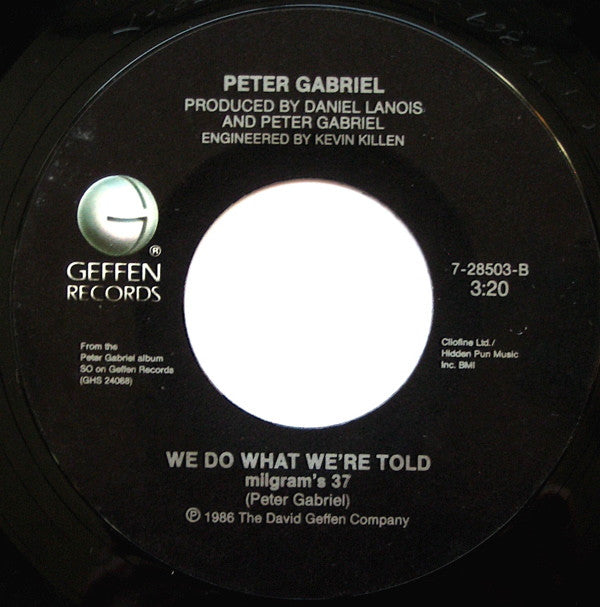 PETER GABRIEL
PRODUCED BY DANIEL LANOIS
AND PETER GABRIEL
ENGINEERED BY KEVIN KILLEN
®
GEFFEN
RECORDS
7-28503-B
3:20
From the
Peter Gabriel album
SO on Geffen Records
(GHS 24088)
Cliofine Ltd./
Hidden Pun Music
Inc. BMI
WE DO WHAT WE'RE TOLD
milgram's 37
(Peter Gabriel)
℗ 1986 The David Geffen Company